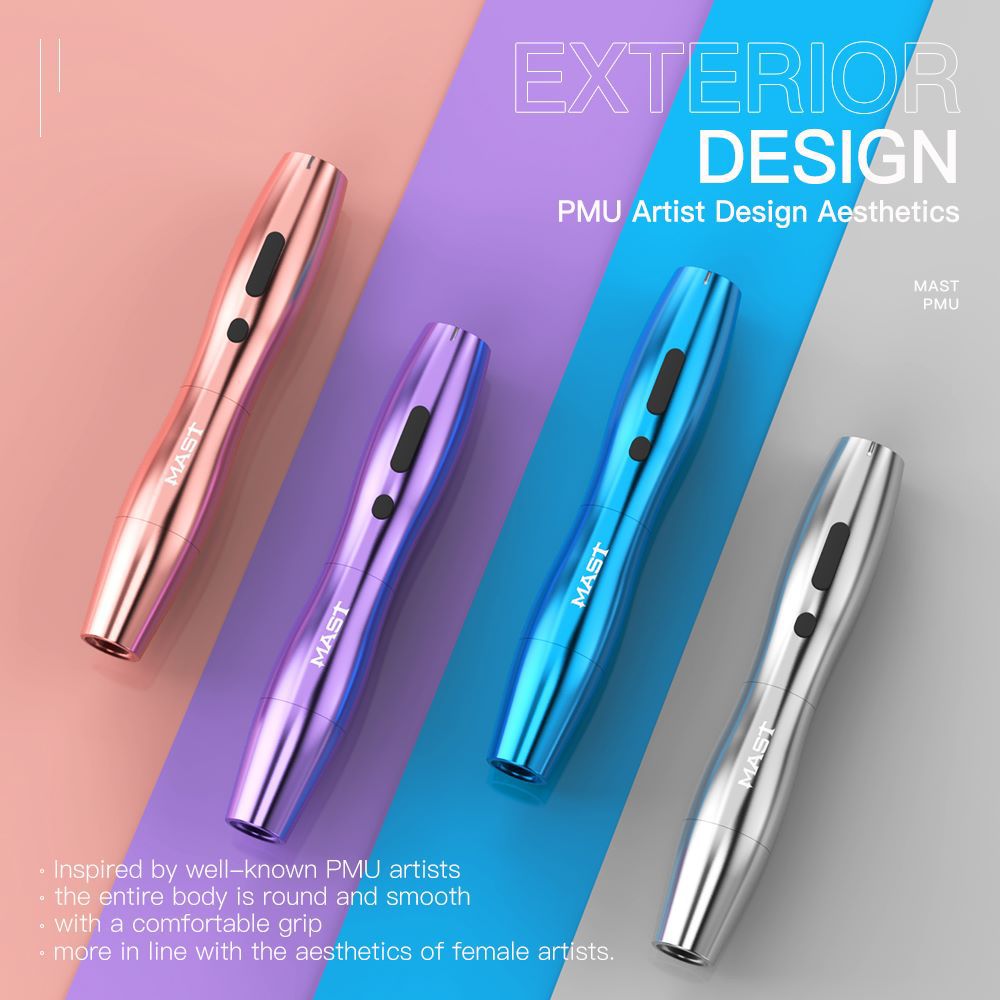 EXTERIOR
DESIGN
PMU Artist Design Aesthetics
MAST
PMU
MAST
MAST
MAST
MAST
◦ Inspired by well-known PMU artists
◦ the entire body is round and smooth
◦ with a comfortable grip
◦ more in line with the aesthetics of female artists.